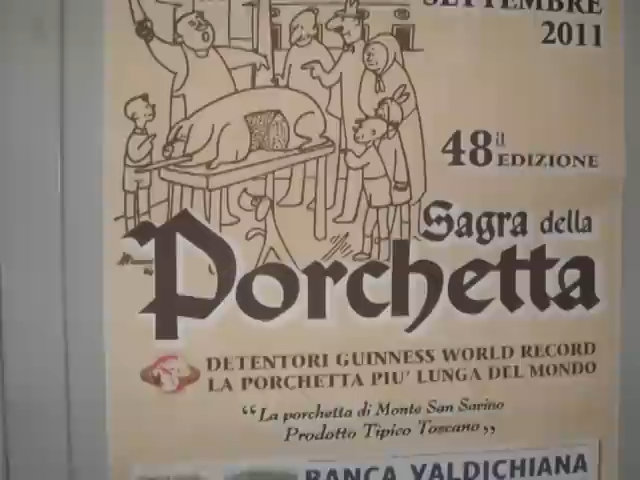 SETTEMBRE
2011
48il EDIZIONE
Sagra della
Porchetta
DETENTORI GUINNESS WORLD RECORD
LA PORCHETTA PIU' LUNGA DEL MONDO
“La porchetta di Monte San Savino
Prodotto Tipico Toscano„
BANCA VALDICHIANA